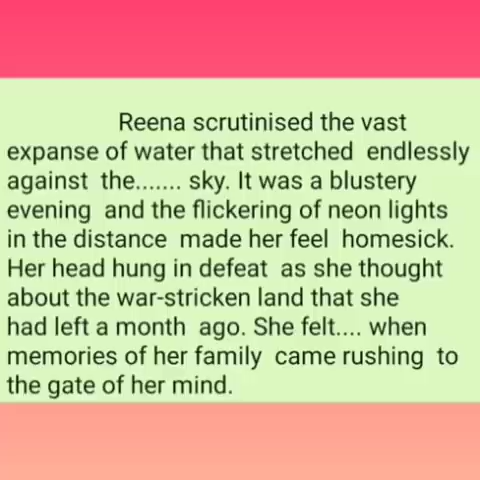 Reena scrutinised the vast
expanse of water that stretched endlessly
against the....... sky. It was a blustery
evening and the flickering of neon lights
in the distance made her feel homesick.
Her head hung in defeat as she thought
about the war-stricken land that she
had left a month ago. She felt.... when
memories of her family came rushing to
the gate of her mind.